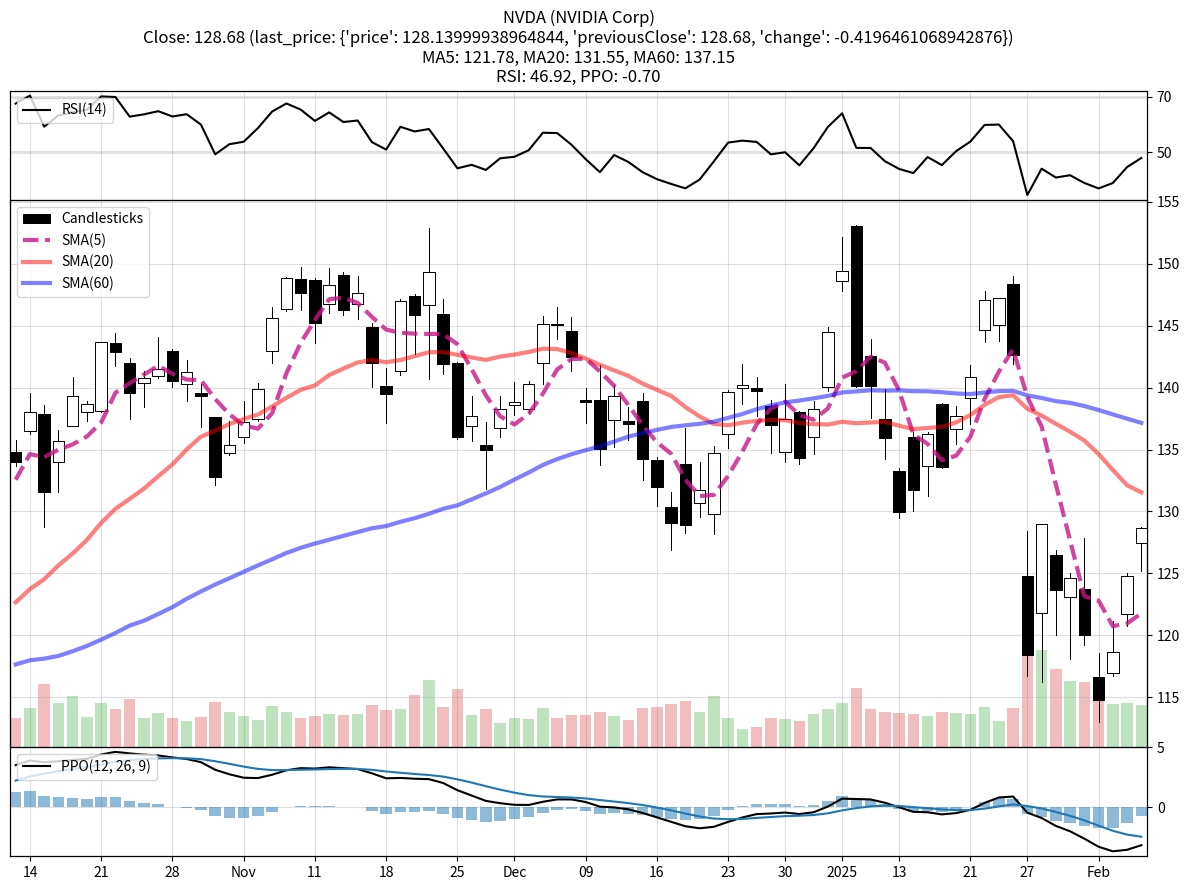 NVDA (NVIDIA Corp)
Close: 128.68 (last_price: {'price': 128.13999938964844, 'previousClose': 128.68, 'change': -0.4196461068942876})
MA5: 121.78, MA20: 131.55, MA60: 137.15
RSI: 46.92, PPO: -0.70
RSI(14)
70
50
155
Candlesticks
SMA(5)
SMA(20)
SMA(60)
150
145
140
135
130
125
120
115
PPO(12, 26, 9)
5
0
14 21 28 Nov 11 18 25 Dec 09 16 23 30 2025 13 21 27 Feb